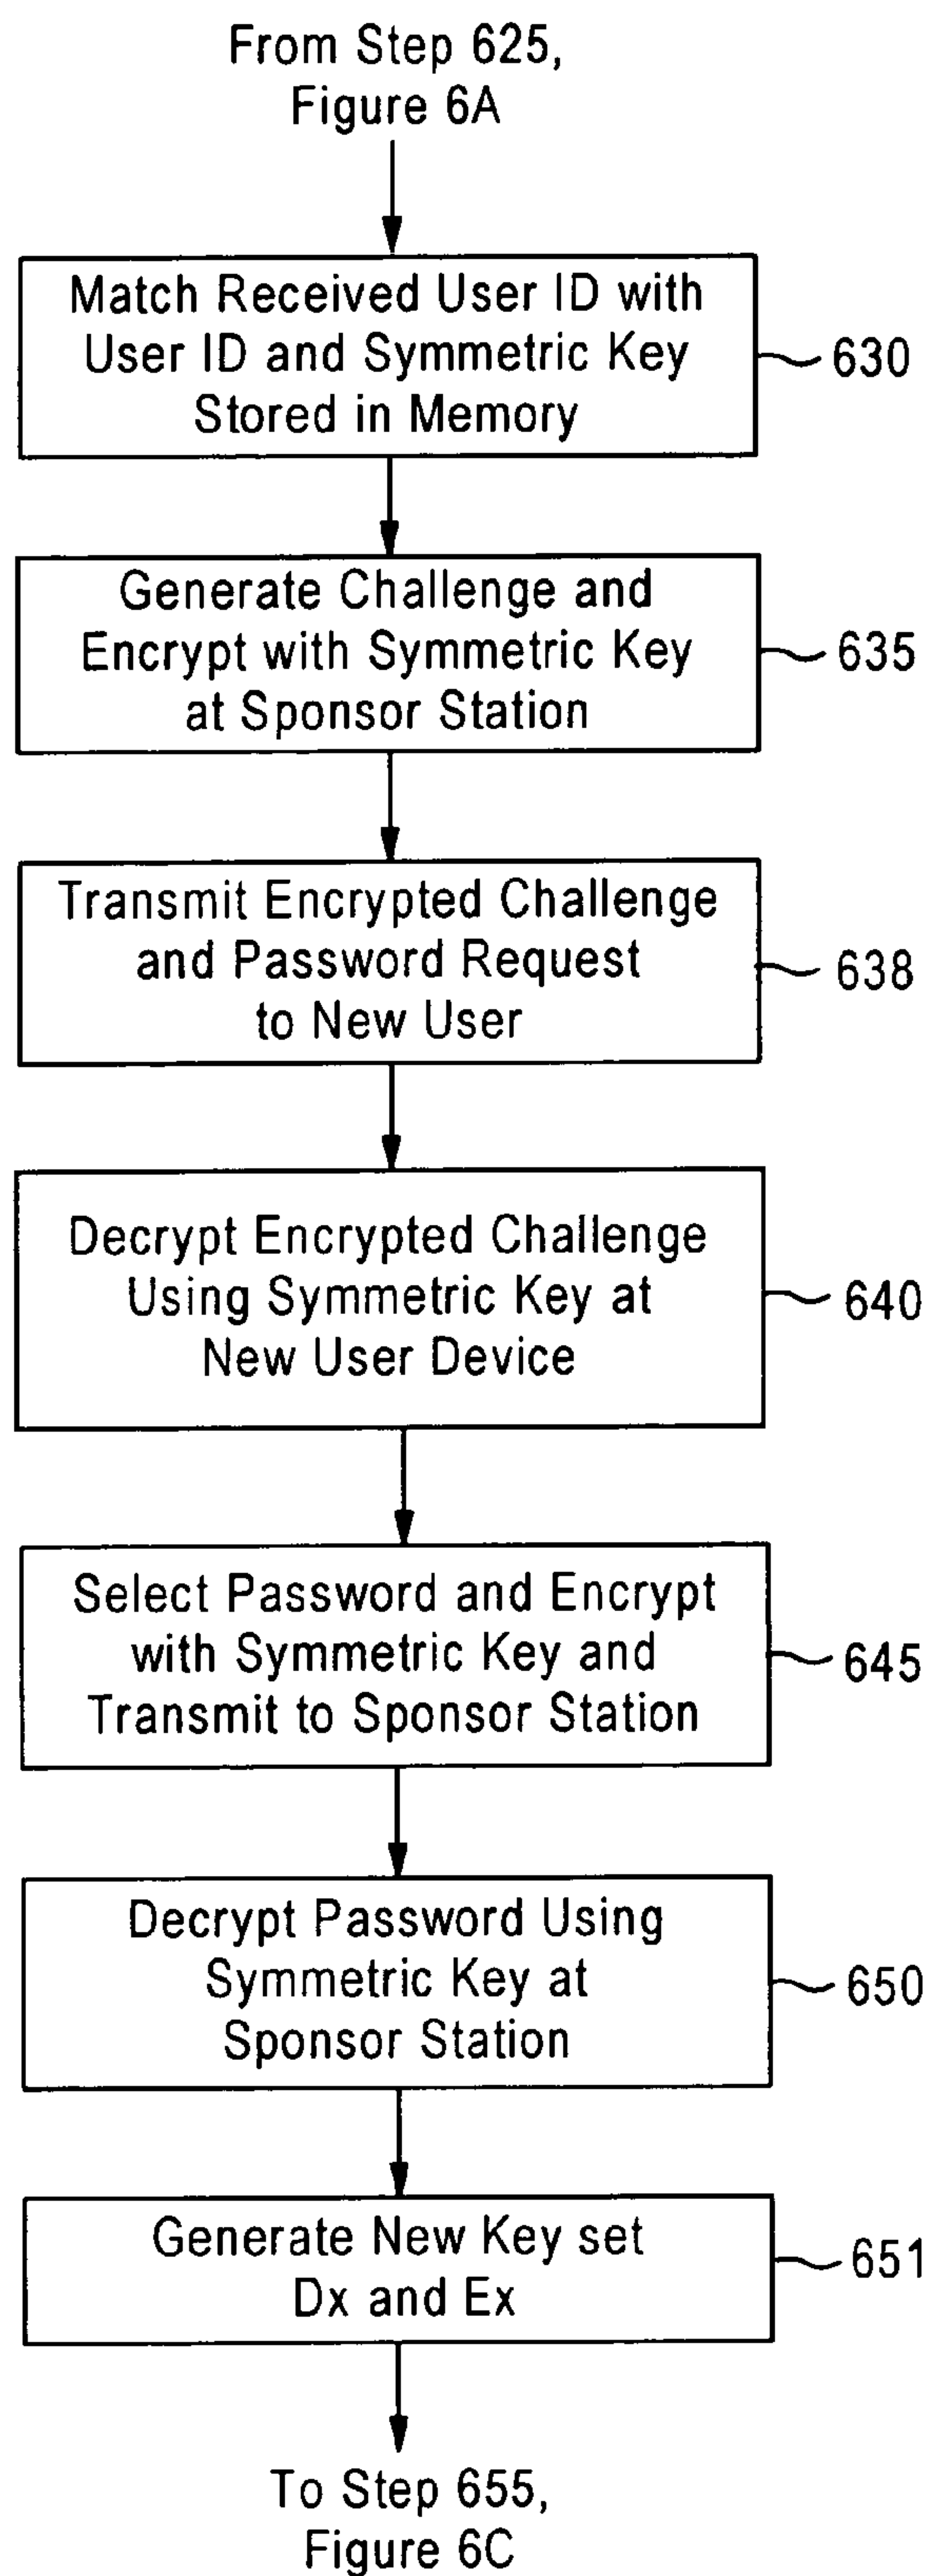 From Step 625,
Figure 6A
Match Received User ID with
User ID and Symmetric Key
Stored in Memory
630
Generate Challenge and
Encrypt with Symmetric Key
at Sponsor Station
635
Transmit Encrypted Challenge
and Password Request
to New User
638
Decrypt Encrypted Challenge
Using Symmetric Key at
New User Device
640
Select Password and Encrypt
with Symmetric Key and
Transmit to Sponsor Station
645
Decrypt Password Using
Symmetric Key at
Sponsor Station
650
Generate New Key set
Dx and Ex
651
To Step 655,
Figure 6C